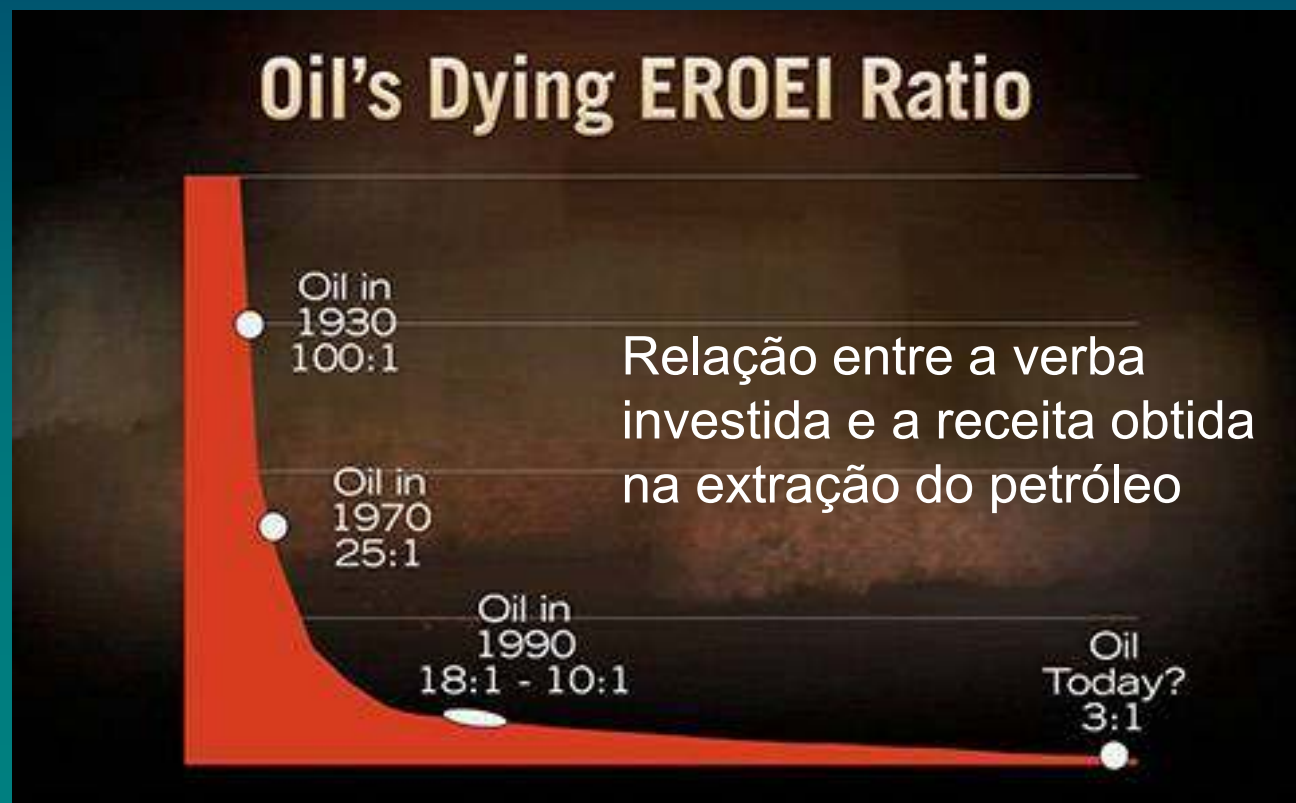 Oil's Dying EROEI Ratio
Oil in
1930
100:1
Relação entre a verba
investida e a receita obtida
na extração do petróleo
Oil in
1970
25:1
Oil in
1990
18:1 - 10:1
Oil
Today?
3:1